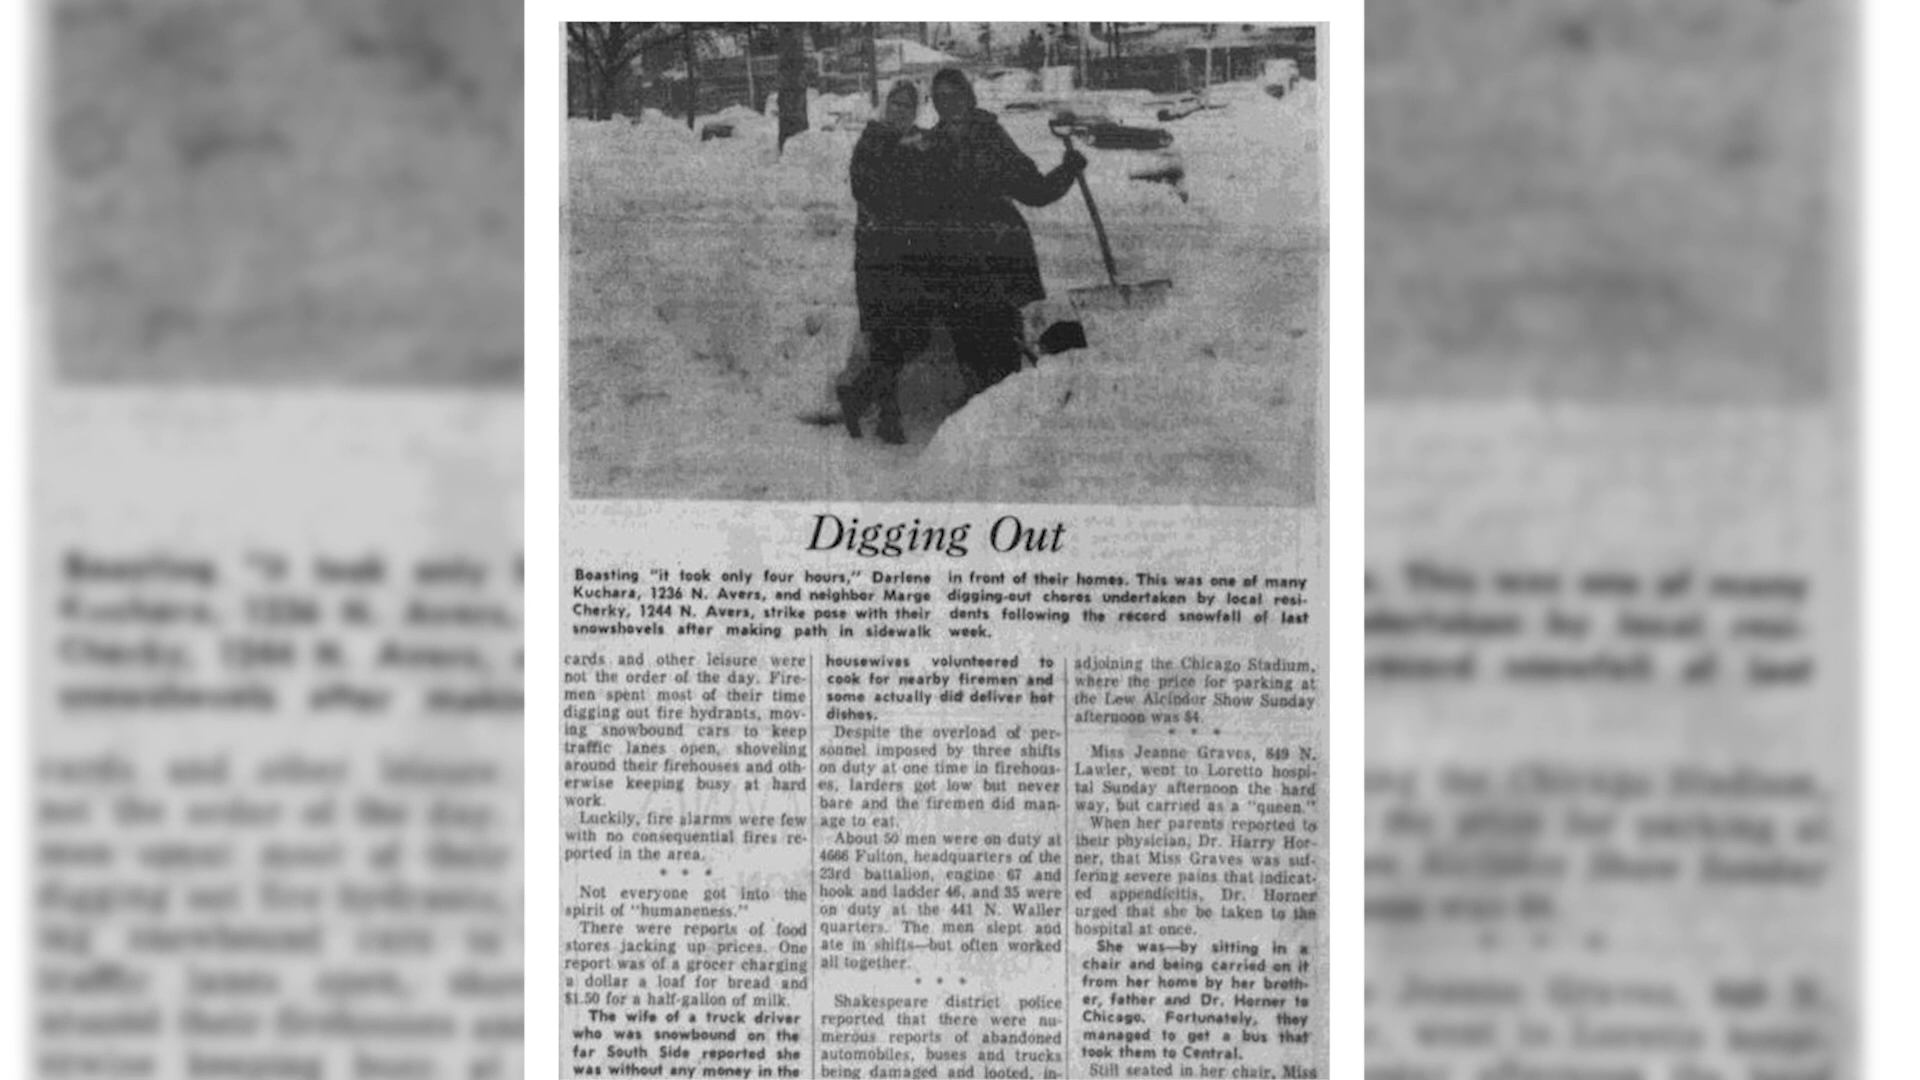 Digging Out
Boasting "it took only four hours," Darlene
Kuchara, 1236 N. Avers, and neighbor Marge
Cherky, 1244 N. Avers, strike pose with their
snowshovels after making path in sidewalk
in front of their homes. This was one of many
digging-out chores undertaken by local resi-
dents following the record snowfall of last
week.
cards and other leisure were
not the order of the day. Fire-
men spent most of their time
digging out fire hydrants, mov-
ing snowbound cars to keep
traffic lanes open, shoveling
around their firehouses and oth-
erwise keeping busy at hard
work.
Luckily, fire alarms were few
with no consequential fires re-
ported in the area.
* * *
Not everyone got into the
spirit of "humaneness."
There were reports of food
stores jacking up prices. One
report was of a grocer charging
a dollar a loaf for bread and
$1.50 for a half-gallon of milk.
The wife of a truck driver
who was snowbound on the
far South Side reported she
was without any money in the
housewives volunteered to
cook for nearby firemen and
some actually did deliver hot
dishes.
Despite the overload of per-
sonnel imposed by three shifts
on duty at one time in firehous-
es, larders got low but never
bare and the firemen did man-
age to eat.
About 50 men were on duty at
4666 Fulton, headquarters of the
23rd battalion, engine 67 and
hook and ladder 46, and 35 were
on duty at the 441 N. Waller
quarters. The men slept and
ate in shifts—but often worked
all together.
* * *
Shakespeare district police
reported that there were nu-
merous reports of abandoned
automobiles, buses and trucks
being damaged and looted, in-
adjoining the Chicago Stadium,
where the price for parking at
the Lew Alcindor Show Sunday
afternoon was $4.
* * *
Miss Jeanne Graves, 849 N.
Lawler, went to Loretto hospi-
tal Sunday afternoon the hard
way, but carried as a "queen."
When her parents reported to
their physician, Dr. Harry Hor-
ner, that Miss Graves was suf-
fering severe pains that indicat-
ed appendicitis, Dr. Horner
urged that she be taken to the
hospital at once.
She was—by sitting in a
chair and being carried on it
from her home by her broth-
er, father and Dr. Horner to
Chicago. Fortunately, they
managed to get a bus that
took them to Central.
Still seated in her chair, Miss